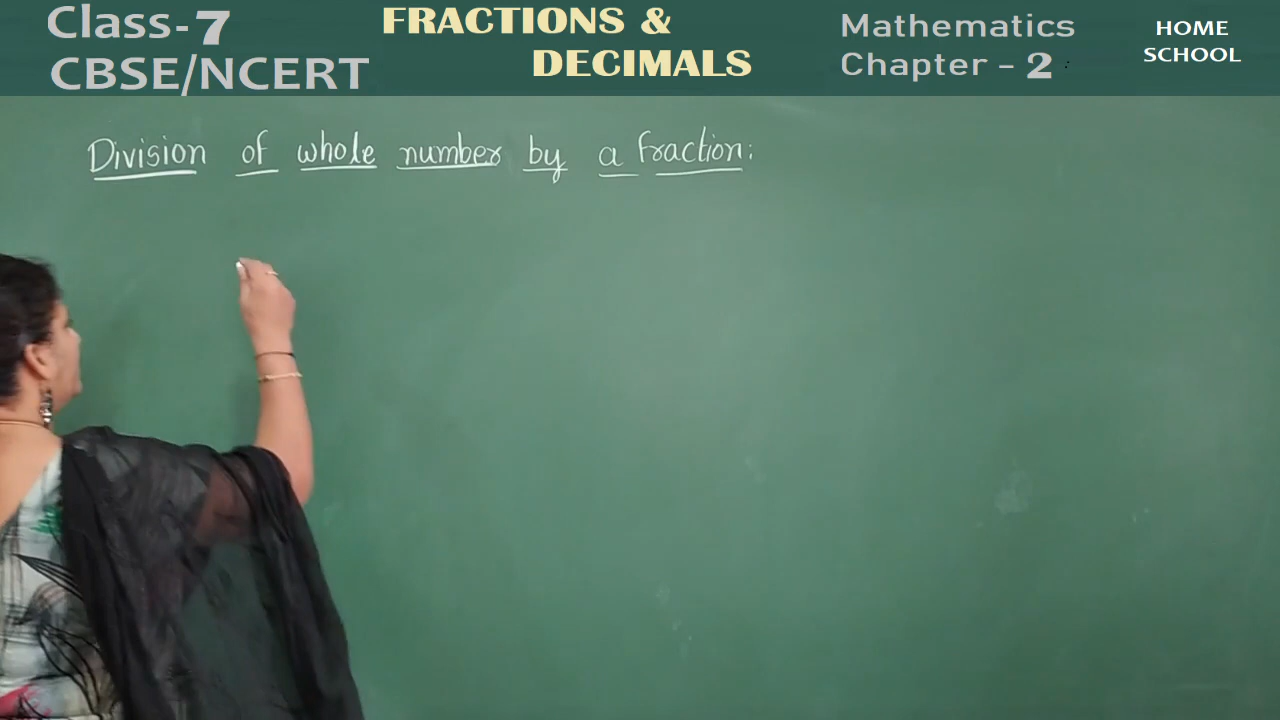 Class-7
CBSE/NCERT
FRACTIONS &
DECIMALS
Mathematics
Chapter - 2 :
HOME
SCHOOL
Division of whole number by a fraction: